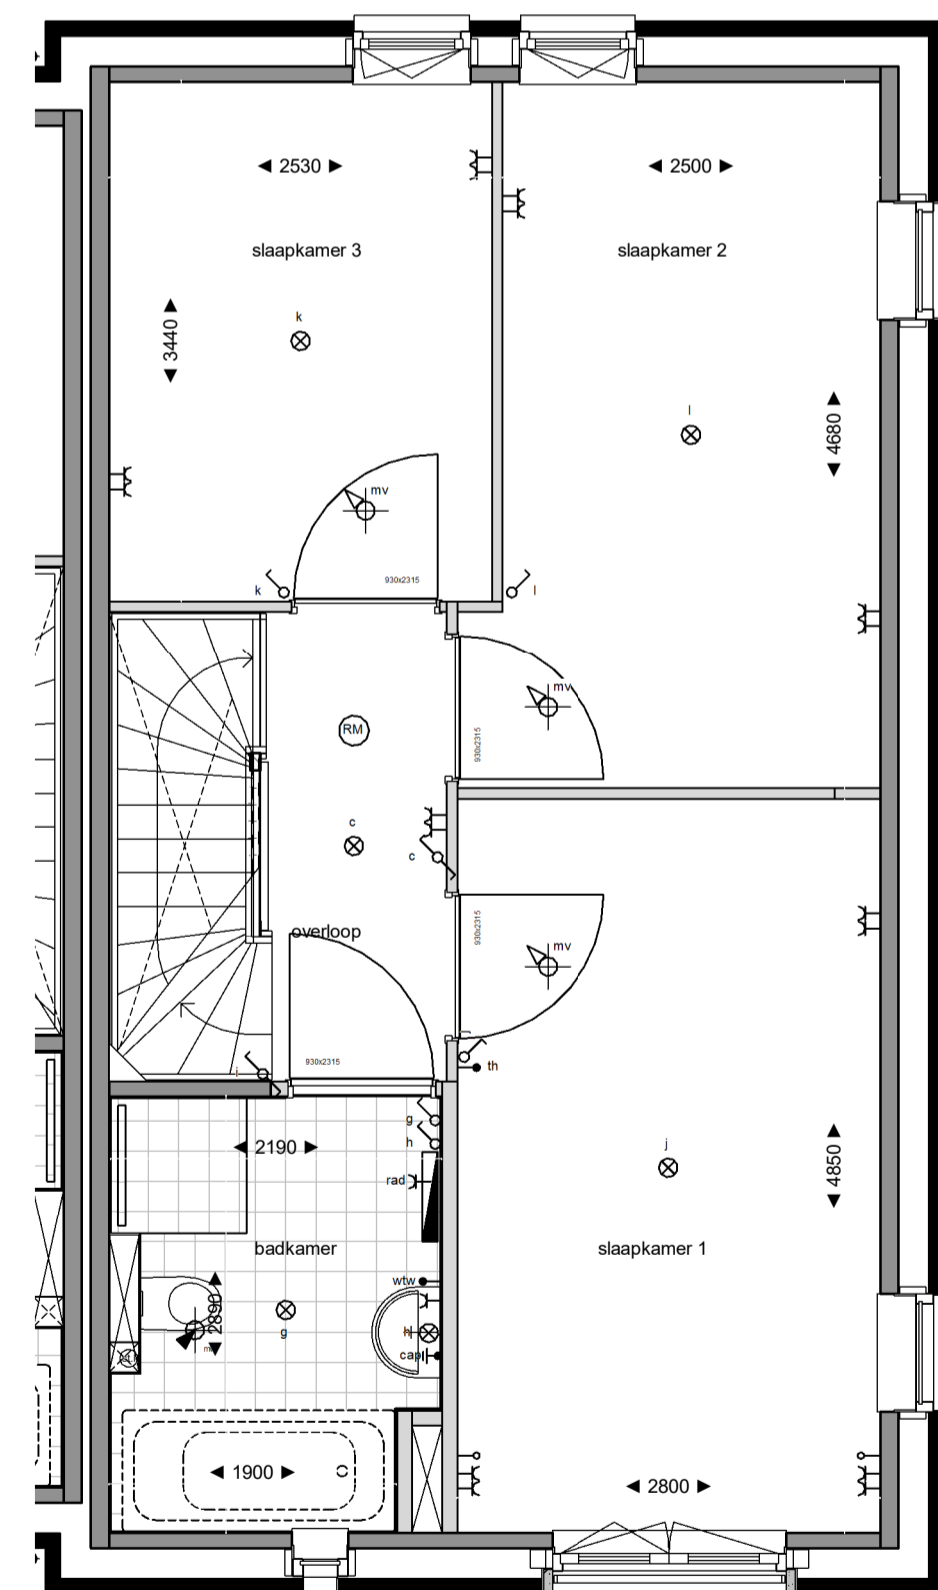 2530
2500
slaapkamer 3
slaapkamer 2
k
3440
l
4680
mv
930x2315
k
l
mv
930x2315
RM
c
c
930x2315
overloop
mv
930x2315
i
th
g
h
2190
rad
j
4850
badkamer
slaapkamer 1
wtw
2890
g
h
cap
1900
2800